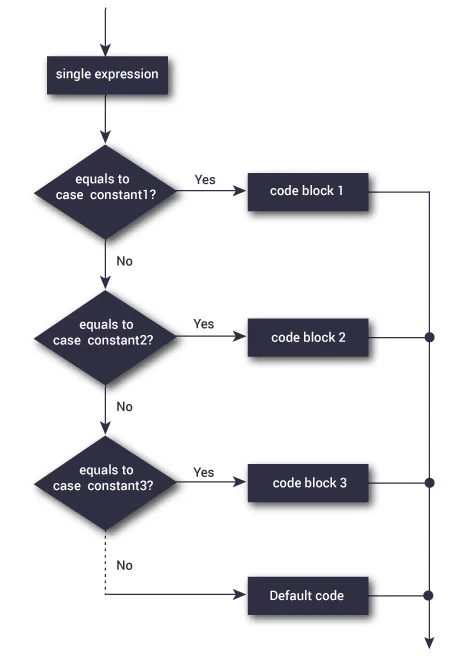 single expression
equals to
case constant1?
Yes
code block 1
No
equals to
case constant2?
Yes
code block 2
No
equals to
case constant3?
Yes
code block 3
No
Default code